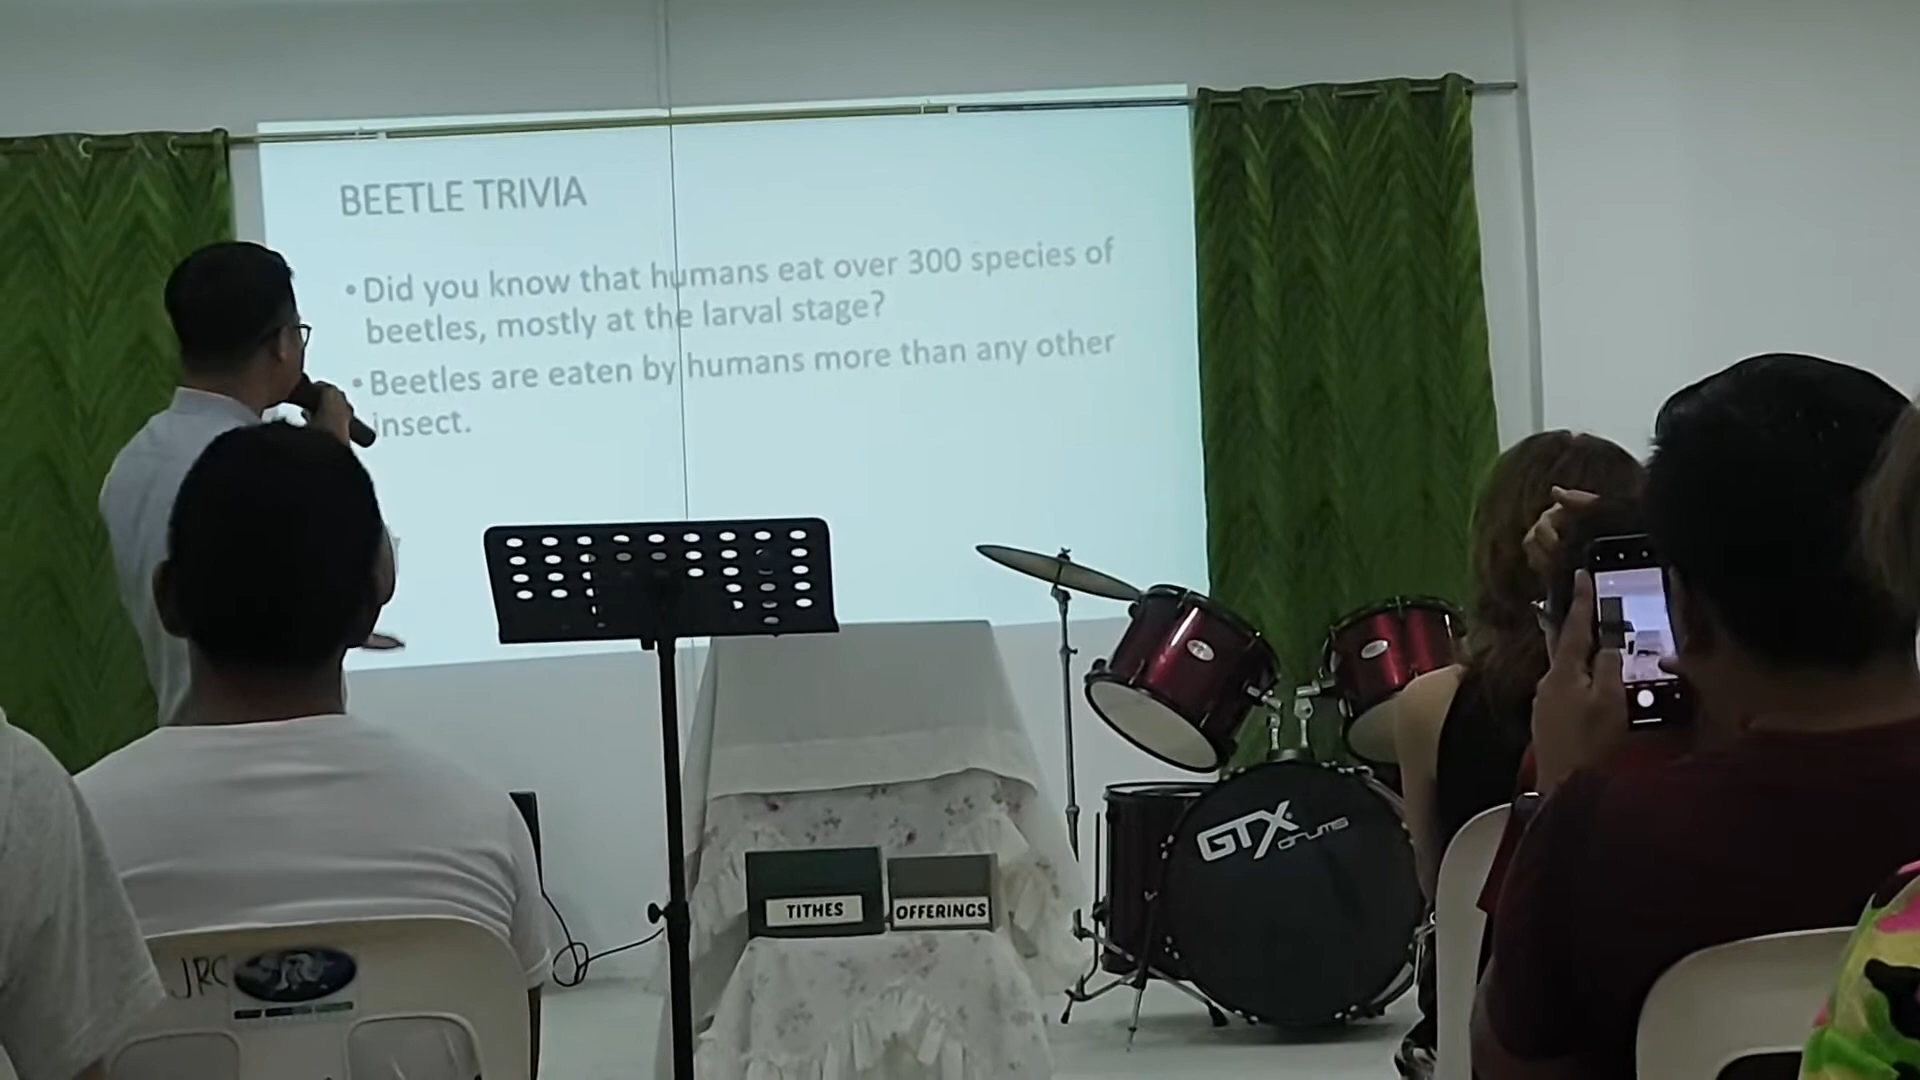 BEETLE TRIVIA
• Did you know that humans eat over 300 species of
beetles, mostly at the larval stage?
• Beetles are eaten by humans more than any other
insect.
GTX
drums
TITHES
OFFERINGS
JRC